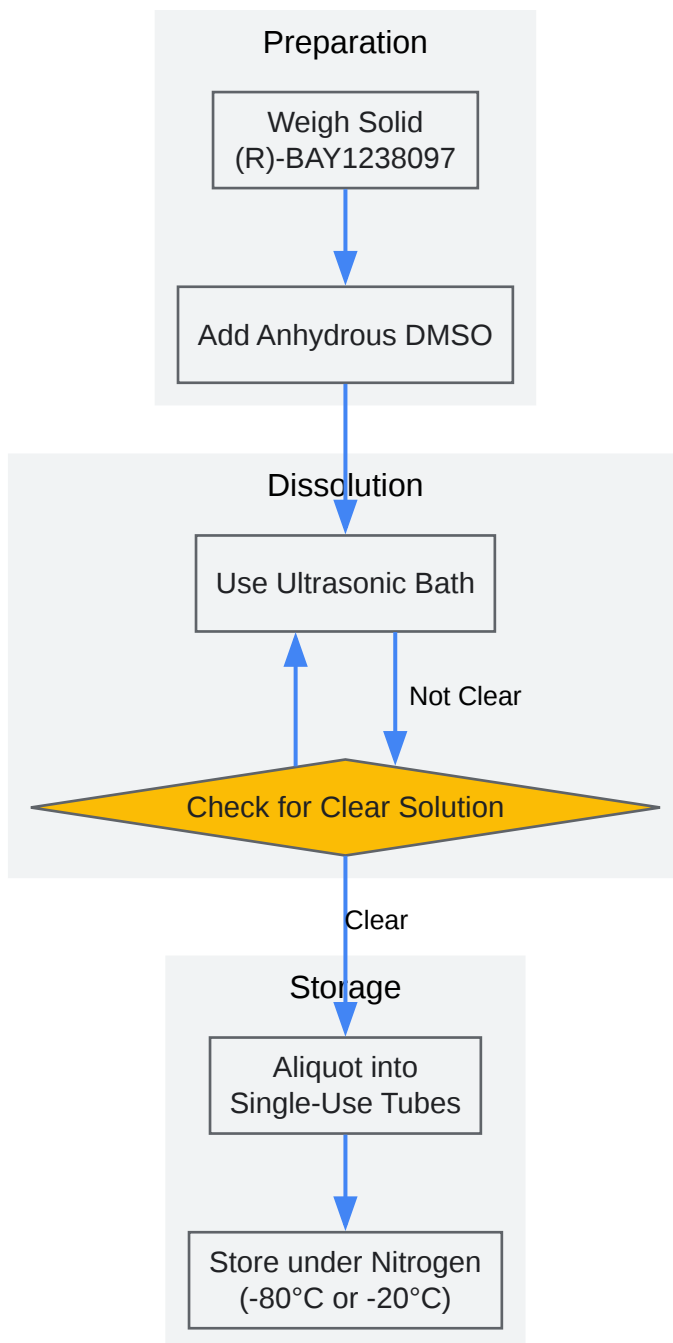 Preparation
Weigh Solid
(R)-BAY1238097
Add Anhydrous DMSO
Dissolution
Use Ultrasonic Bath
Not Clear
Check for Clear Solution
Clear
Storage
Aliquot into
Single-Use Tubes
Store under Nitrogen
(-80°C or -20°C)